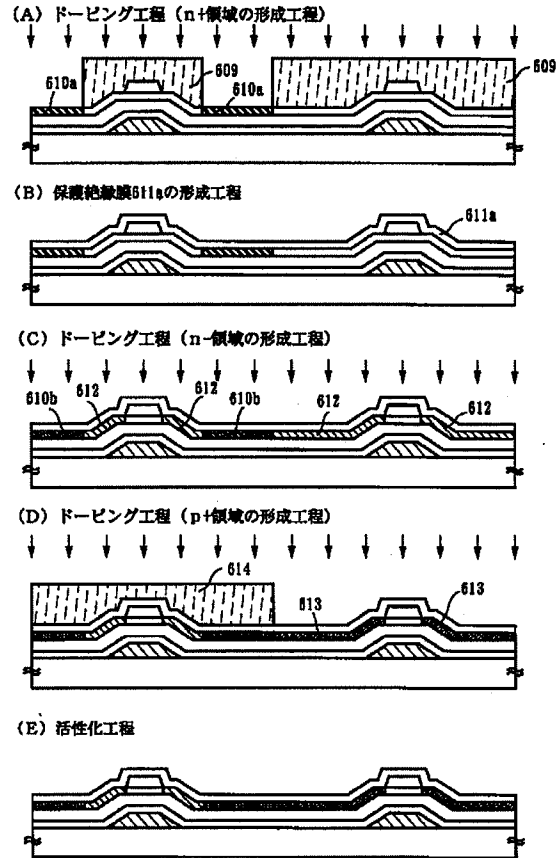 (A) ドーピング工程 (n+領域の形成工程)
610a 609 610a 609
(B) 保護絶縁膜611aの形成工程
611a
(C) ドーピング工程 (n-領域の形成工程)
610b 612 612 610b 612 612
(D) ドーピング工程 (p+領域の形成工程)
614 613 613
(E) 活性化工程